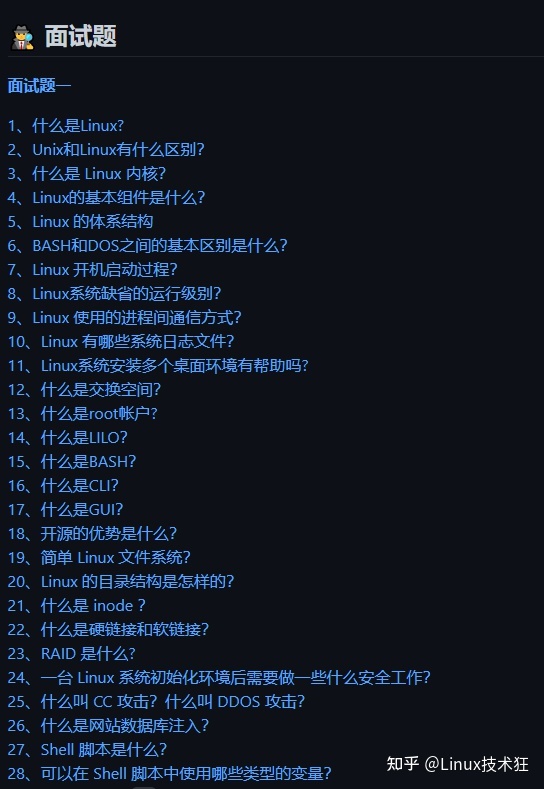 面试题
面试题一
1、什么是Linux?
2、Unix和Linux有什么区别?
3、什么是 Linux 内核?
4、Linux的基本组件是什么?
5、Linux 的体系结构
6、BASH和DOS之间的基本区别是什么?
7、Linux 开机启动过程?
8、Linux系统缺省的运行级别?
9、Linux 使用的进程间通信方式?
10、Linux 有哪些系统日志文件?
11、Linux系统安装多个桌面环境有帮助吗?
12、什么是交换空间?
13、什么是root帐户?
14、什么是LILO?
15、什么是BASH?
16、什么是CLI?
17、什么是GUI?
18、开源的优势是什么?
19、简单 Linux 文件系统?
20、Linux 的目录结构是怎样的?
21、什么是 inode ?
22、什么是硬链接和软链接?
23、RAID 是什么?
24、一台 Linux 系统初始化环境后需要做一些什么安全工作?
25、什么叫 CC 攻击? 什么叫 DDOS 攻击?
26、什么是网站数据库注入?
27、Shell 脚本是什么?
28、可以在 Shell 脚本中使用哪些类型的变量?
知乎 @Linux技术狂